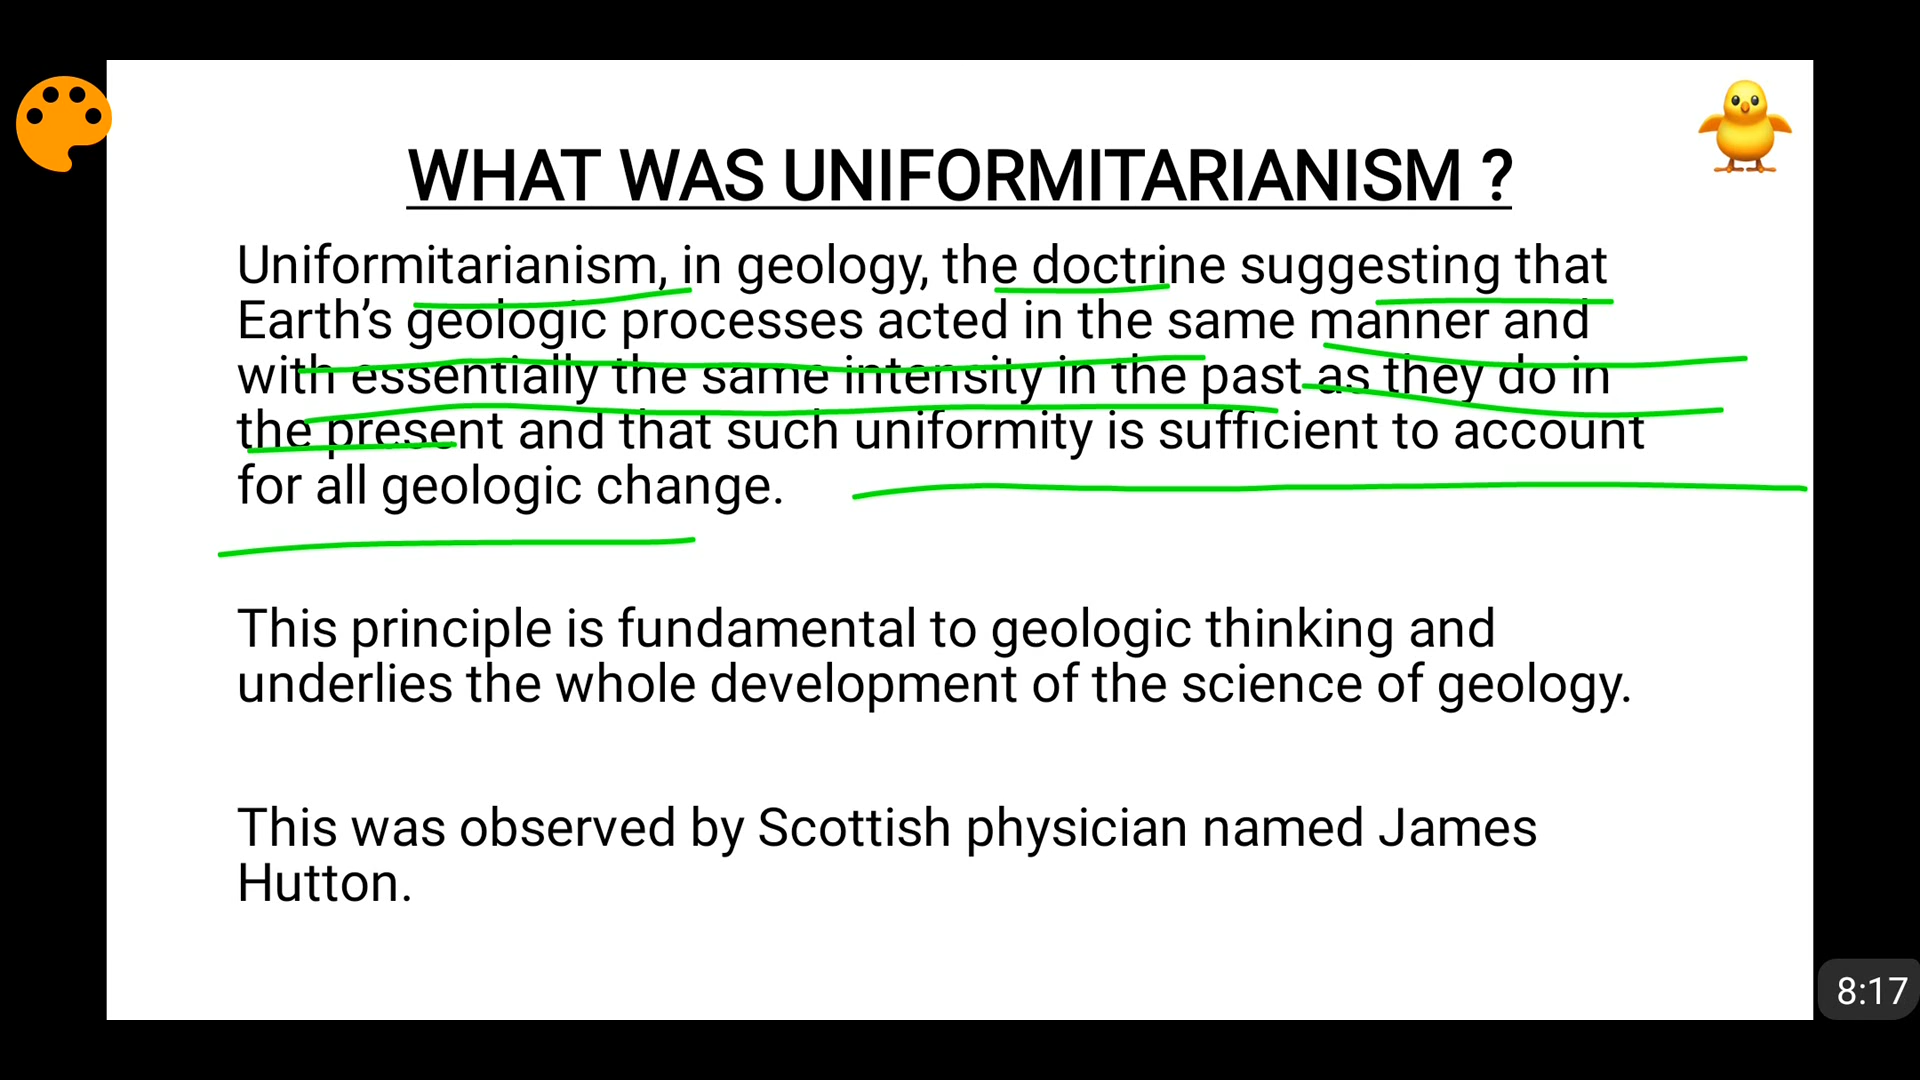 WHAT WAS UNIFORMITARIANISM ?
Uniformitarianism, in geology, the doctrine suggesting that
Earth’s geologic processes acted in the same manner and
with essentially the same intensity in the past as they do in
the present and that such uniformity is sufficient to account
for all geologic change.
This principle is fundamental to geologic thinking and
underlies the whole development of the science of geology.
This was observed by Scottish physician named James
Hutton.
8:17